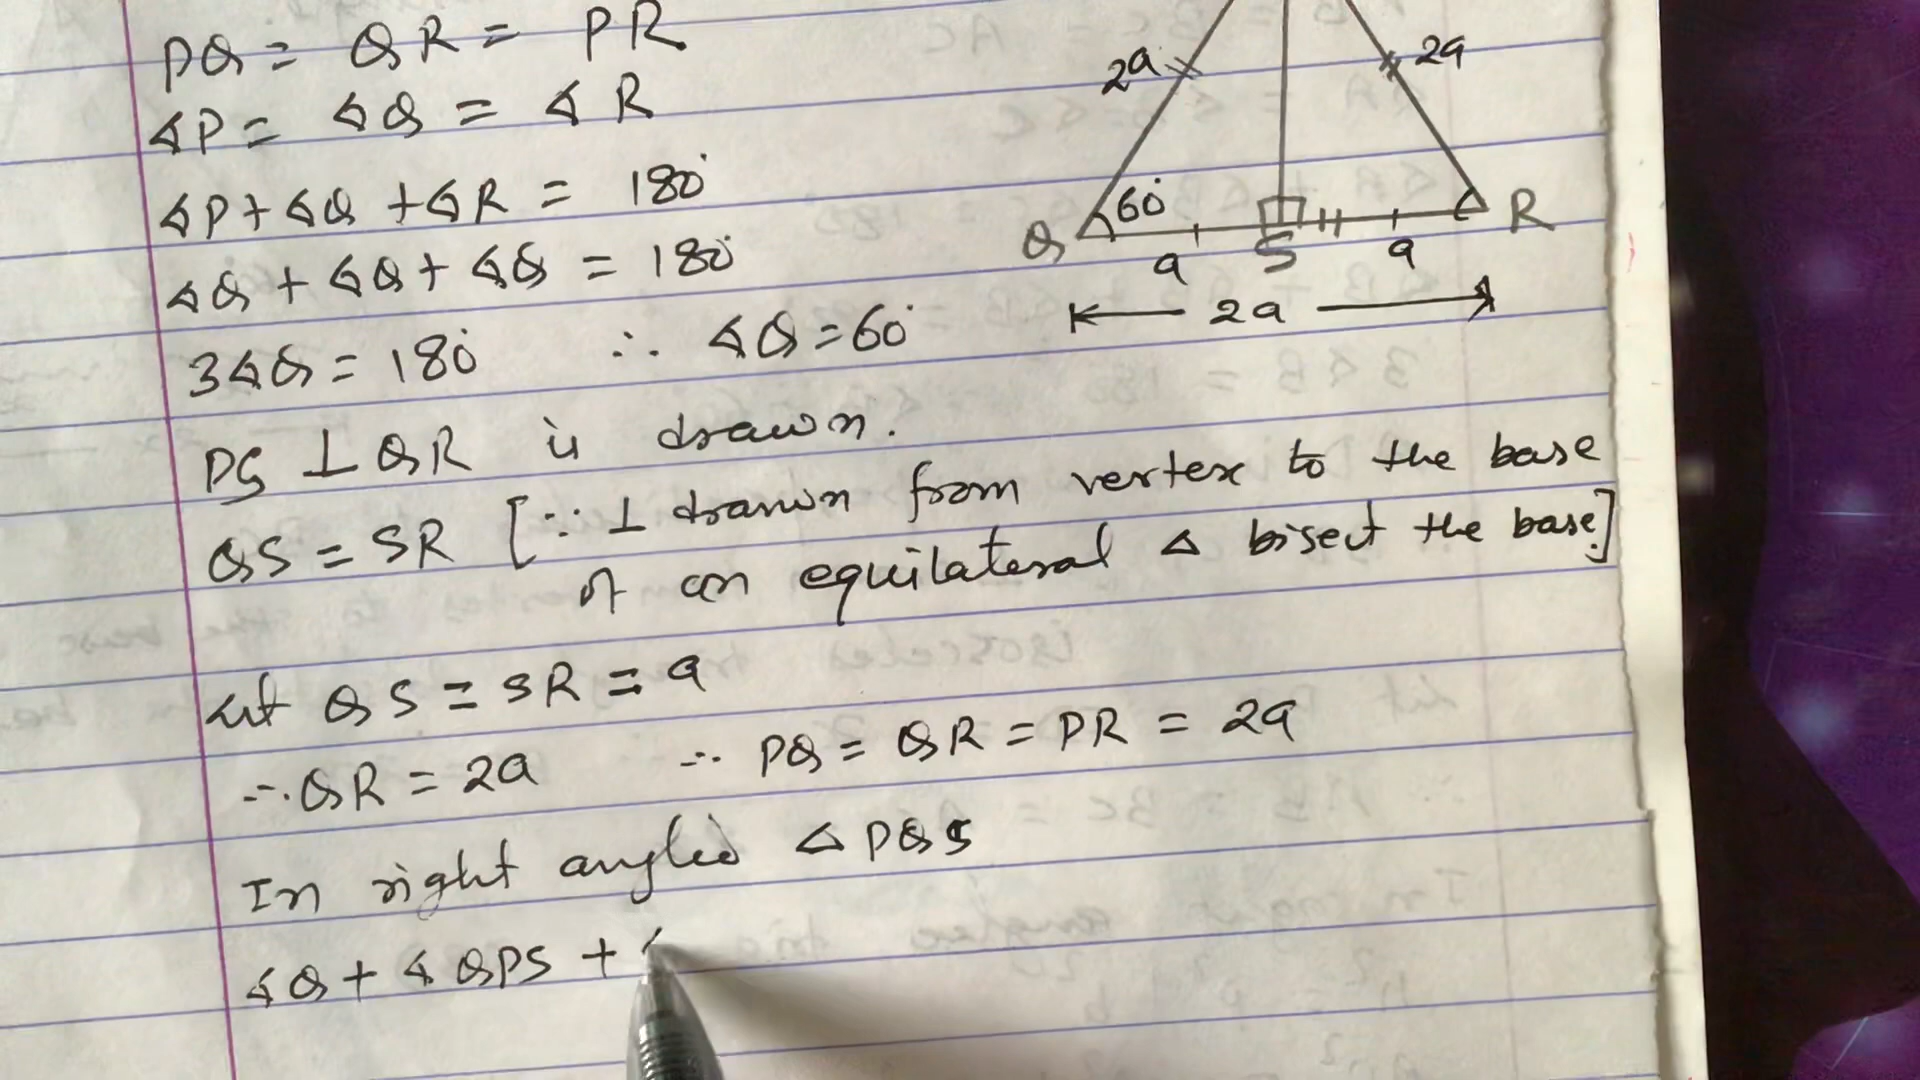 PQ = QR = PR
∡P = ∡Q = ∡R
∡P + ∡Q + ∡R = 180°
∡Q + ∡Q + ∡Q = 180°
3∡Q = 180° ∴ ∡Q = 60°
PS ⊥ QR is drawn.
QS = SR [∵ ⊥ drawn from vertex to the base
of an equilateral △ bisect the base.]
Let QS = SR = a
∴ QR = 2a ∴ PQ = QR = PR = 2a
In right angled △ PQS
∡Q + ∡QPS +
2a 2a
60°
Q S R
a a
2a